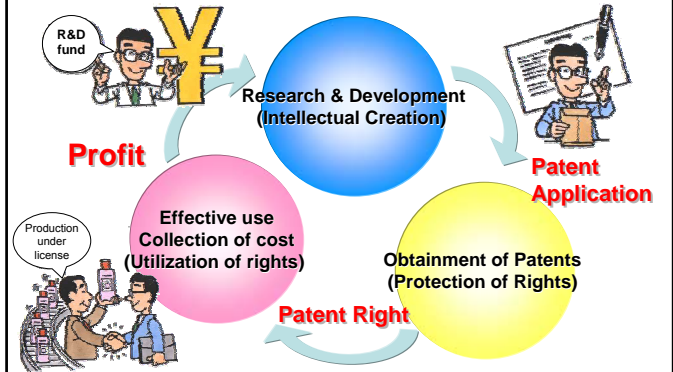 R&D
fund
¥
Research & Development
(Intellectual Creation)
Profit
Patent
Application
Effective use
Collection of cost
(Utilization of rights)
Production
under
license
Obtainment of Patents
(Protection of Rights)
Patent Right